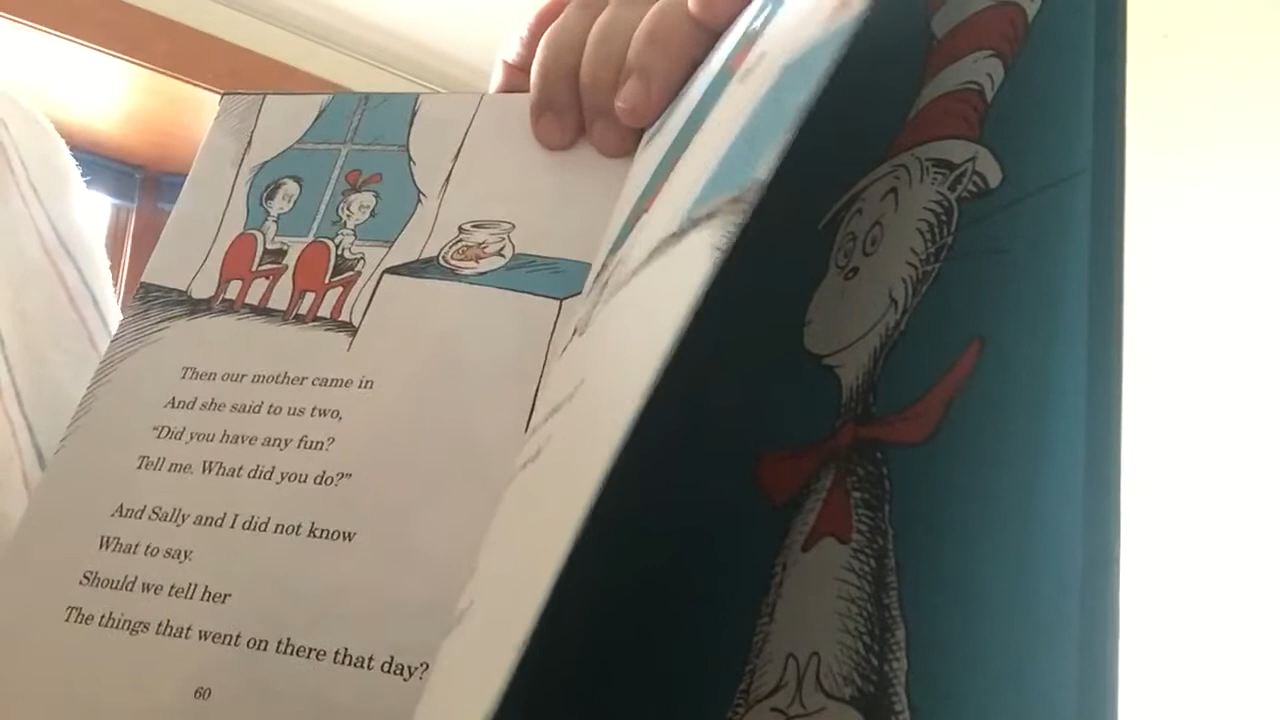 Then our mother came in
And she said to us two,
“Did you have any fun?
Tell me. What did you do?”
And Sally and I did not know
What to say.
Should we tell her
The things that went on there that day?
60